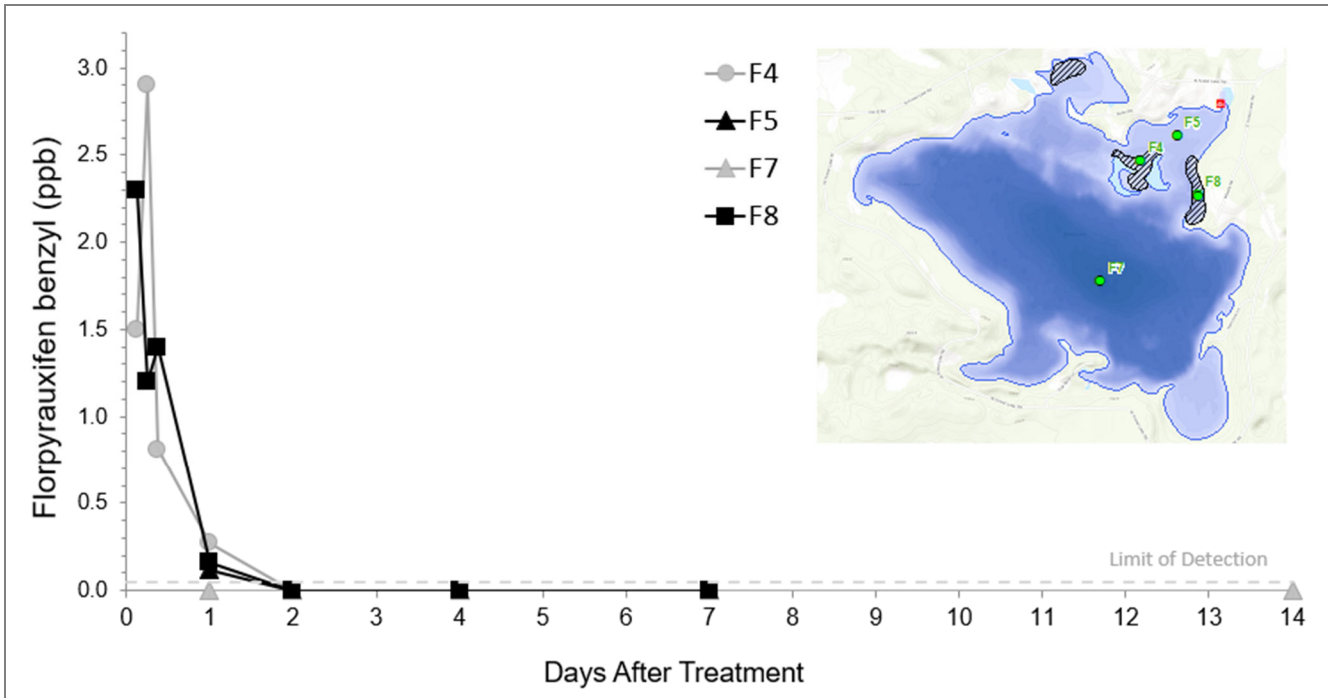 Florpyrauxifen benzyl (ppb)
3.0
2.5
2.0
1.5
1.0
0.5
0.0
F4
F5
F7
F8
F5
F4
F8
F7
Limit of Detection
0 1 2 3 4 5 6 7 8 9 10 11 12 13 14
Days After Treatment